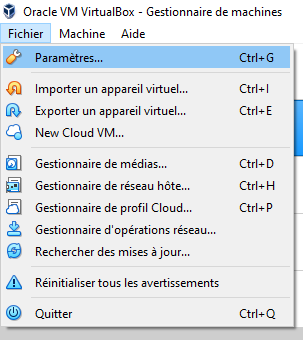 Oracle VM VirtualBox - Gestionnaire de machines
Fichier Machine Aide
Paramètres... Ctrl+G
Importer un appareil virtuel... Ctrl+I
Exporter un appareil virtuel... Ctrl+E
New Cloud VM...
Gestionnaire de médias... Ctrl+D
Gestionnaire de réseau hôte... Ctrl+H
Gestionnaire de profil Cloud... Ctrl+P
Gestionnaire d'opérations réseau...
Rechercher des mises à jour...
Réinitialiser tous les avertissements
Quitter Ctrl+Q